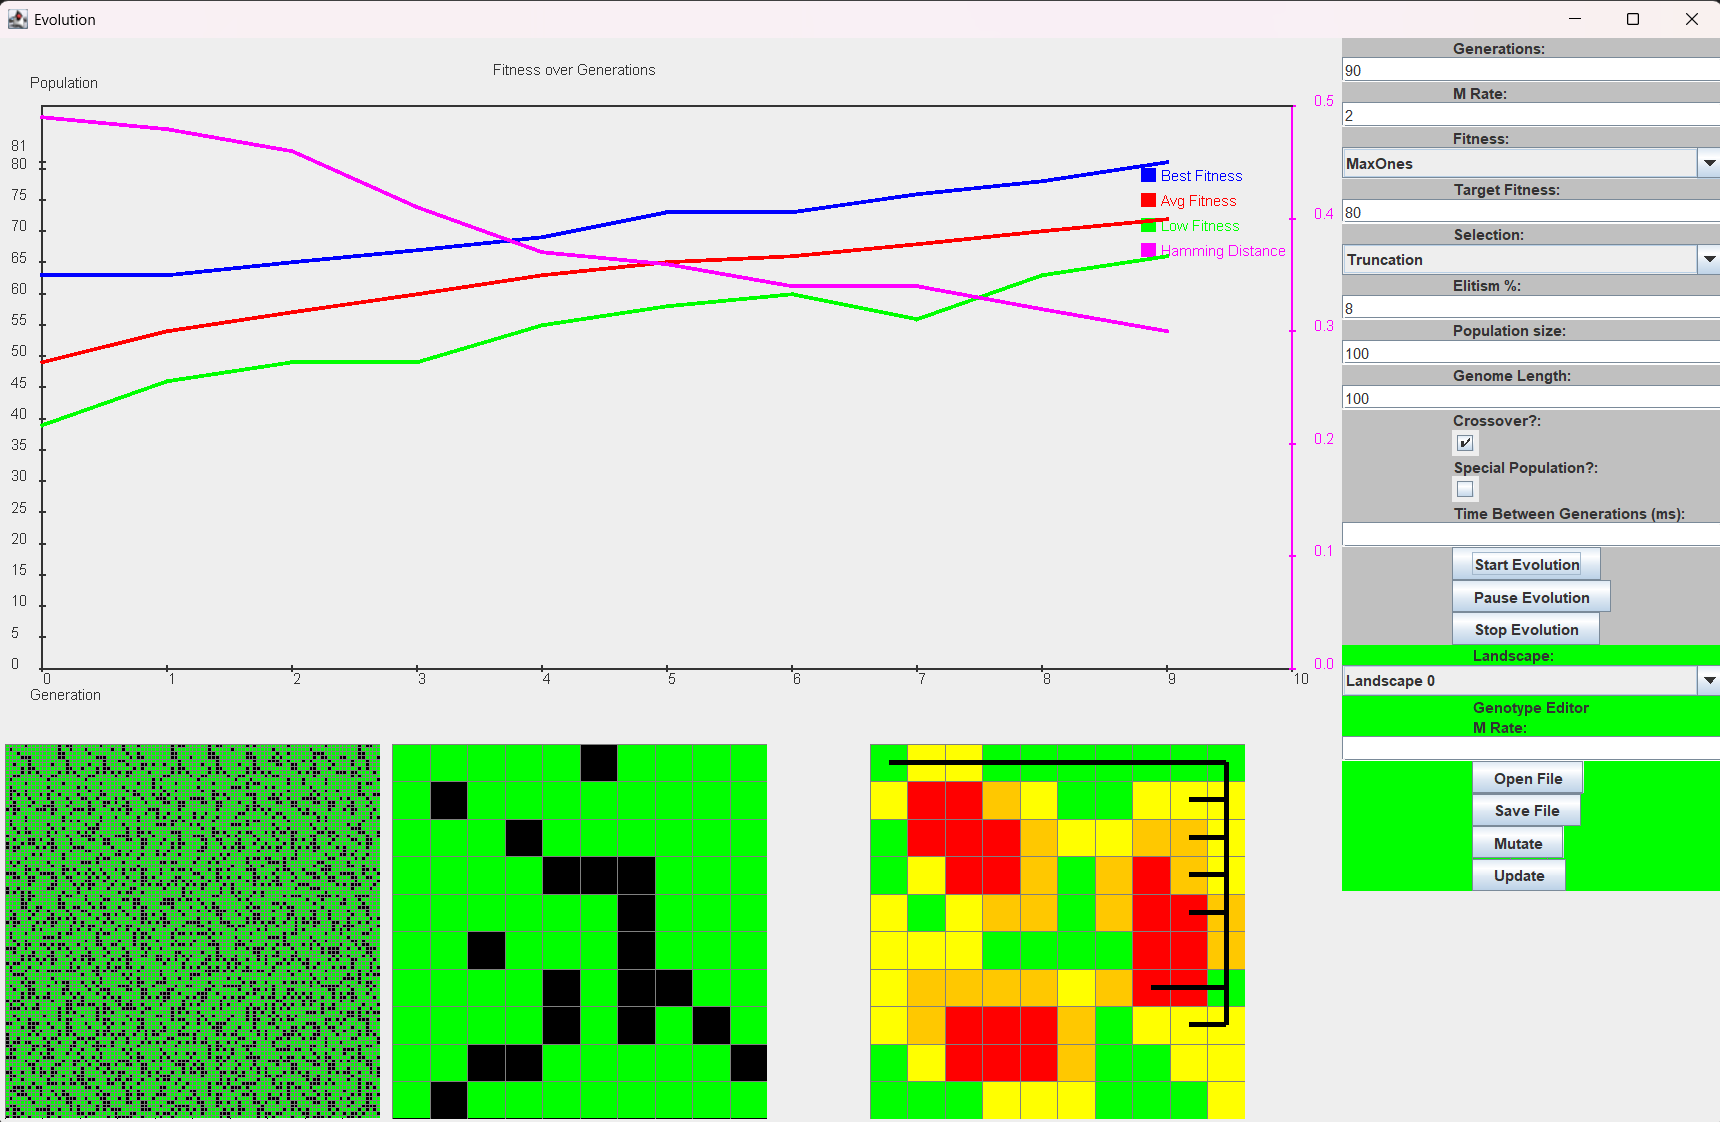 Evolution
Fitness over Generations
Population
81
80
75
70
65
60
55
50
45
40
35
30
25
20
15
10
5
0
0 1 2 3 4 5 6 7 8 9 10
Generation
0.5
0.4
0.3
0.2
0.1
0.0
Best Fitness
Avg Fitness
Low Fitness
Hamming Distance
Generations:
90
M Rate:
2
Fitness:
MaxOnes
Target Fitness:
80
Selection:
Truncation
Elitism %:
8
Population size:
100
Genome Length:
100
Crossover?:
Special Population?:
Time Between Generations (ms):
Start Evolution
Pause Evolution
Stop Evolution
Landscape:
Landscape 0
Genotype Editor
M Rate:
Open File
Save File
Mutate
Update